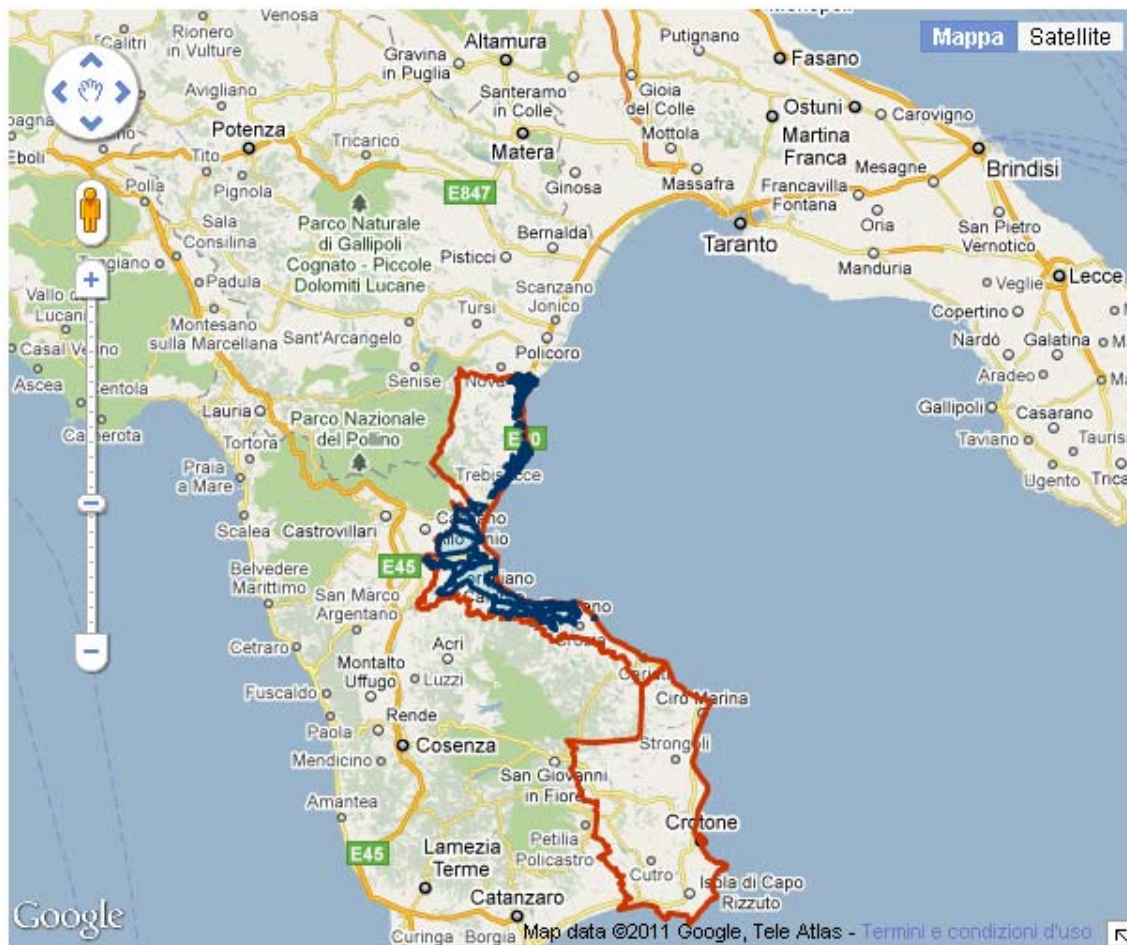 Venosa
Calitri
Rionero
in Vulture
Altamura
Gravina
in Puglia
Putignano
Mappa
Satellite
Fasano
Avigliano
Santeramo
in Colle
Gioia
del Colle
Ostuni
Carovigno
Potenza
Tricarico
Matera
Mottola
Martina
Franca
Eboli
Tito
Pignola
Mesagne
Brindisi
Polla
E847
Ginosa
Massafra
Francavilla
Fontana
Parco Naturale
di Gallipoli
Cognato - Piccole
Dolomiti Lucane
Sala
Consilina
Bernalda
Taranto
Oria
San Pietro
Vernotico
Pisticci
Manduria
Lecce
Padula
Scanzano
Jonico
Veglie
Vallo
Lucani
Montesano
sulla Marcellana
Sant'Arcangelo
Tursi
Copertino
Policoro
Nardò
Galatina
Casal
Ascea
Senise
Nova
Aradeo
Lauria
Parco Nazionale
del Pollino
Gallipoli
Casarano
Tortora
Taviano
Praia
a Mare
Ugento
Scalea
Castrovillari
E45
Belvedere
Marittimo
San Marco
Argentano
Cetraro
Acri
Montalto
Uffugo
Luzzi
Fuscaldo
Ciro Marina
Paola
Rende
Strongoli
Mendicino
Cosenza
San Giovanni
in Fiore
Amantea
Crotone
Petilia
Policastro
E45
Lamezia
Terme
Cutro
Isola di Capo
Rizzuto
Catanzaro
Google
Curinga
Borgia
Map data ©2011 Google, Tele Atlas - Termini e condizioni d'uso